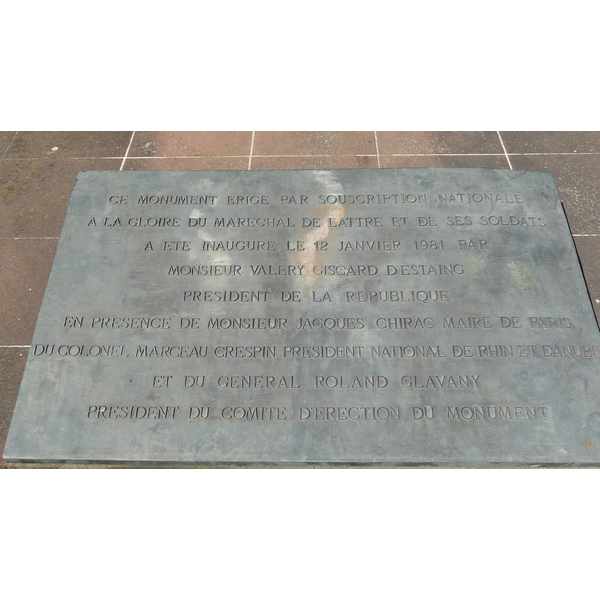 CE MONUMENT ERIGE PAR SOUSCRIPTION NATIONALE
A LA GLOIRE DU MARECHAL DE LATTRE ET DE SES SOLDATS
A ETE INAUGURE LE 12 JANVIER 1981 PAR
MONSIEUR VALERY GISCARD D'ESTAING
PRESIDENT DE LA REPUBLIQUE
EN PRESENCE DE MONSIEUR JACQUES CHIRAC MAIRE DE PARIS
DU COLONEL MARCEAU CRESPIN PRESIDENT NATIONAL DE RHIN ET DANUBE
ET DU GENERAL ROLAND GLAVANY
PRESIDENT DU COMITE D'ERECTION DU MONUMENT